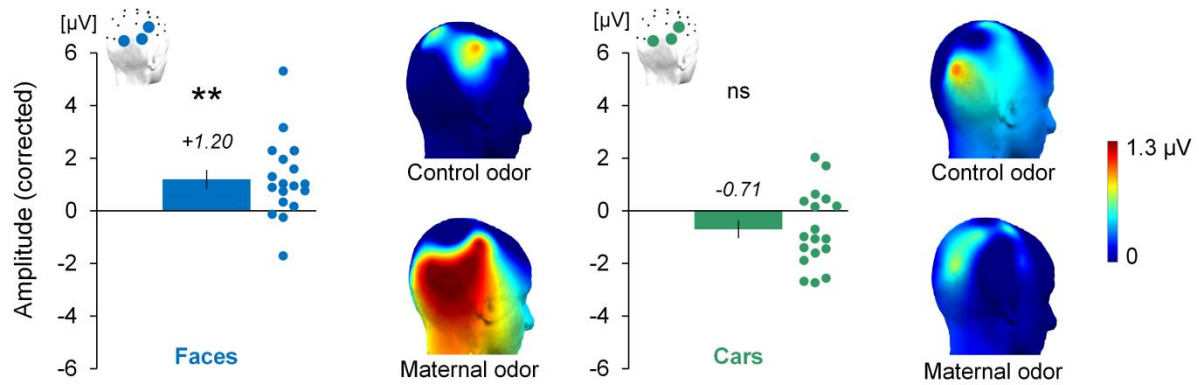 [µV]
6
4
2
0
-2
-4
-6
Amplitude (corrected)
**
+1.20
Faces
Control odor
Maternal odor
[µV]
6
4
2
0
-2
-4
-6
ns
-0.71
Cars
Control odor
Maternal odor
1.3 µV
0